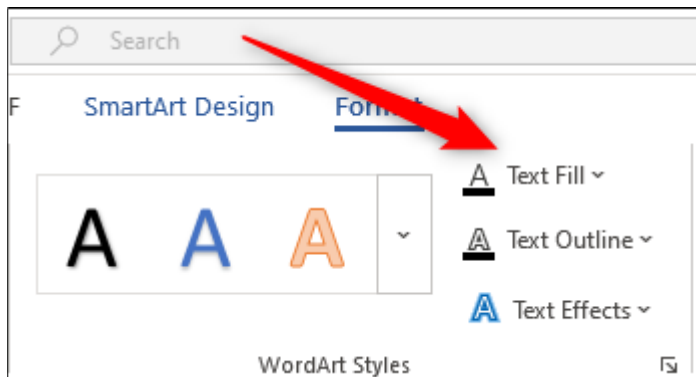 Search
F SmartArt Design Format
A A A
A Text Fill
A Text Outline
A Text Effects
WordArt Styles